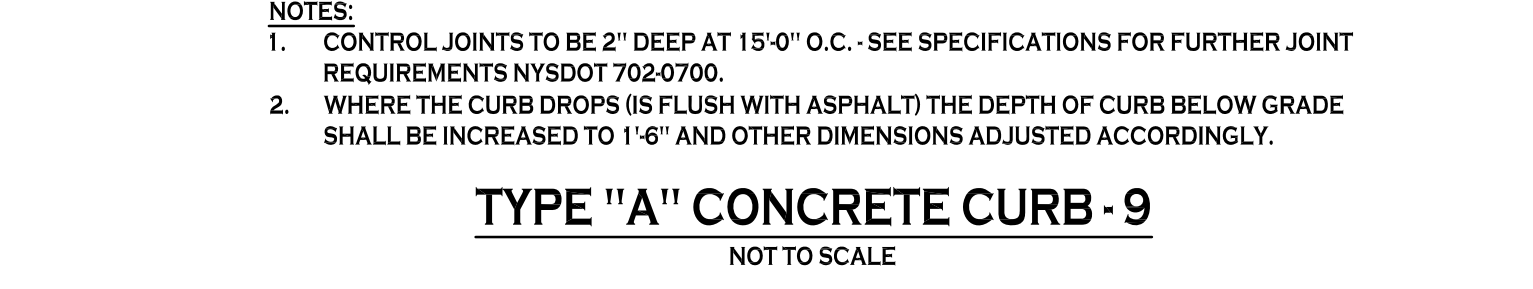 NOTES:
1. CONTROL JOINTS TO BE 2" DEEP AT 15'-0" O.C. - SEE SPECIFICATIONS FOR FURTHER JOINT
REQUIREMENTS NYSDOT 702-0700.
2. WHERE THE CURB DROPS (IS FLUSH WITH ASPHALT) THE DEPTH OF CURB BELOW GRADE
SHALL BE INCREASED TO 1'-6" AND OTHER DIMENSIONS ADJUSTED ACCORDINGLY.
TYPE "A" CONCRETE CURB - 9
NOT TO SCALE